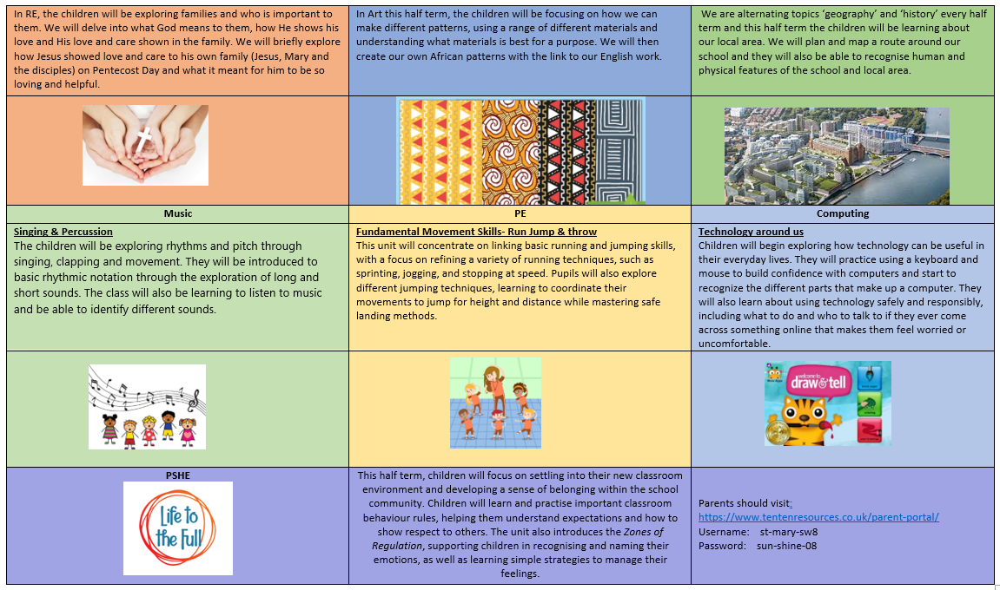 In RE, the children will be exploring families and who is important to
them. We will delve into what God means to them, how He shows his
love and His love and care shown in the family. We will briefly explore
how Jesus showed love and care to his own family (Jesus, Mary and
the disciples) on Pentecost Day and what it meant for him to be so
loving and helpful.
In Art this half term, the children will be focusing on how we can
make different patterns, using a range of different materials and
understanding what materials is best for a purpose. We will then
create our own African patterns with the link to our English work.
We are alternating topics ‘geography’ and ‘history’ every half
term and this half term the children will be learning about
our local area. We will plan and map a route around our
school and they will also be able to recognise human and
physical features of the school and local area.
Music
PE
Computing
Singing & Percussion
The children will be exploring rhythms and pitch through
singing, clapping and movement. They will be introduced to
basic rhythmic notation through the exploration of long and
short sounds. The class will also be learning to listen to music
and be able to identify different sounds.
Fundamental Movement Skills- Run Jump & throw
This unit will concentrate on linking basic running and jumping skills,
with a focus on refining a variety of running techniques, such as
sprinting, jogging, and stopping at speed. Pupils will also explore
different jumping techniques, learning to coordinate their
movements to jump for height and distance while mastering safe
landing methods.
Technology around us
Children will begin exploring how technology can be useful in
their everyday lives. They will practice using a keyboard and
mouse to build confidence with computers and start to
recognize the different parts that make up a computer. They
will also learn about using technology safely and responsibly,
including what to do and who to talk to if they ever come
across something online that makes them feel worried or
uncomfortable.
welcome to
draw & tell
PSHE
Life to
the Full
This half term, children will focus on settling into their new classroom
environment and developing a sense of belonging within the school
community. Children will learn and practise important classroom
behaviour rules, helping them understand expectations and how to
show respect to others. The unit also introduces the Zones of
Regulation, supporting children in recognising and naming their
emotions, as well as learning simple strategies to manage their
feelings.
Parents should visit:
https://www.tentenresources.co.uk/parent-portal/
Username: st-mary-sw8
Password: sun-shine-08